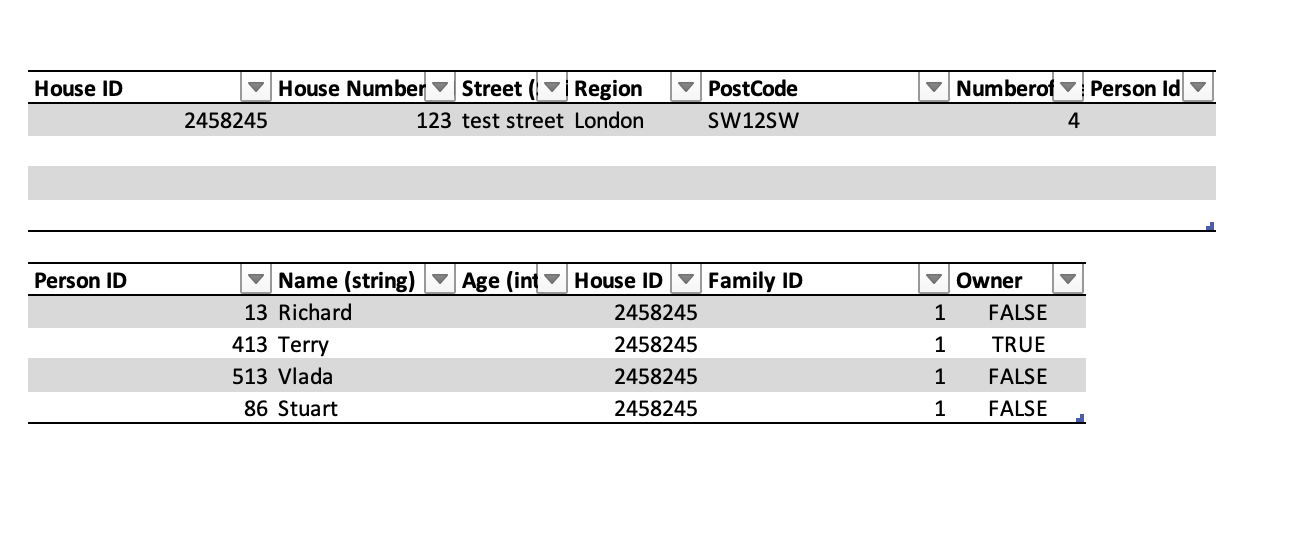 House ID House Number Street ( Region PostCode Numberof Person Id
2458245 123 test street London SW12SW 4
Person ID Name (string) Age (int House ID Family ID Owner
13 Richard 2458245 1 FALSE
413 Terry 2458245 1 TRUE
513 Vlada 2458245 1 FALSE
86 Stuart 2458245 1 FALSE